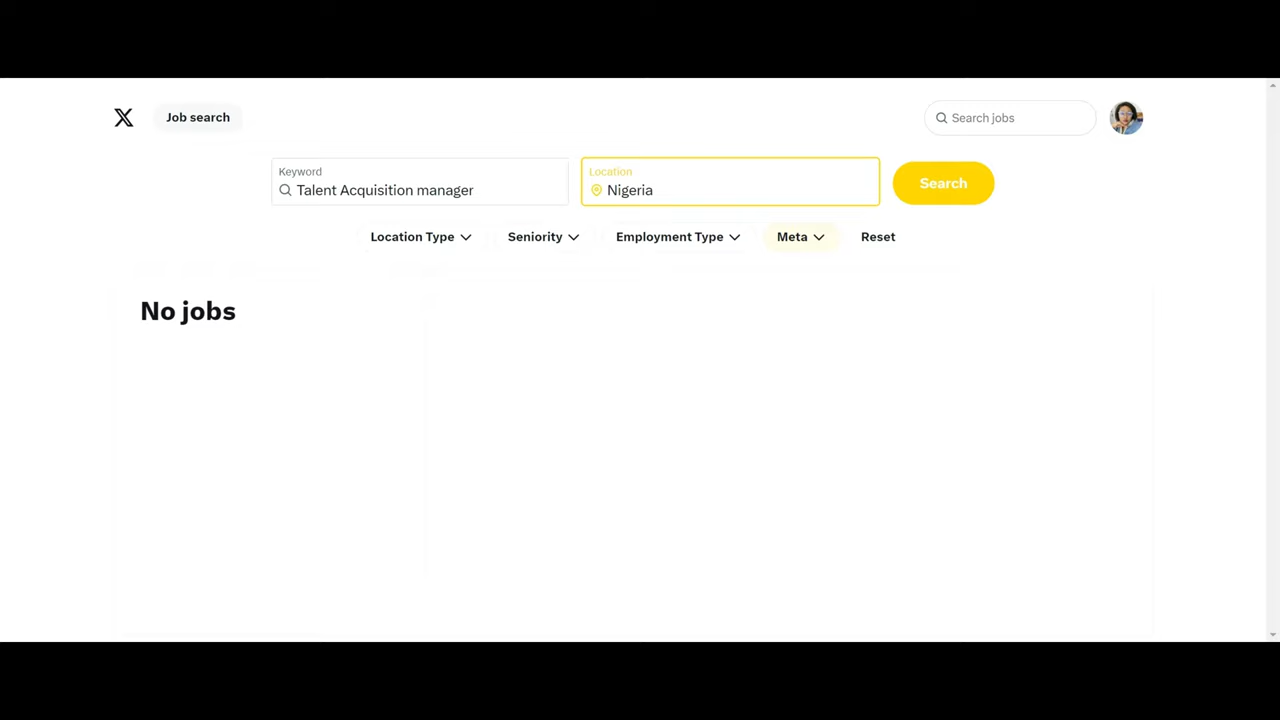 Job search
Search jobs
Keyword
Talent Acquisition manager
Location
Nigeria
Search
Location Type
Seniority
Employment Type
Meta
Reset
No jobs